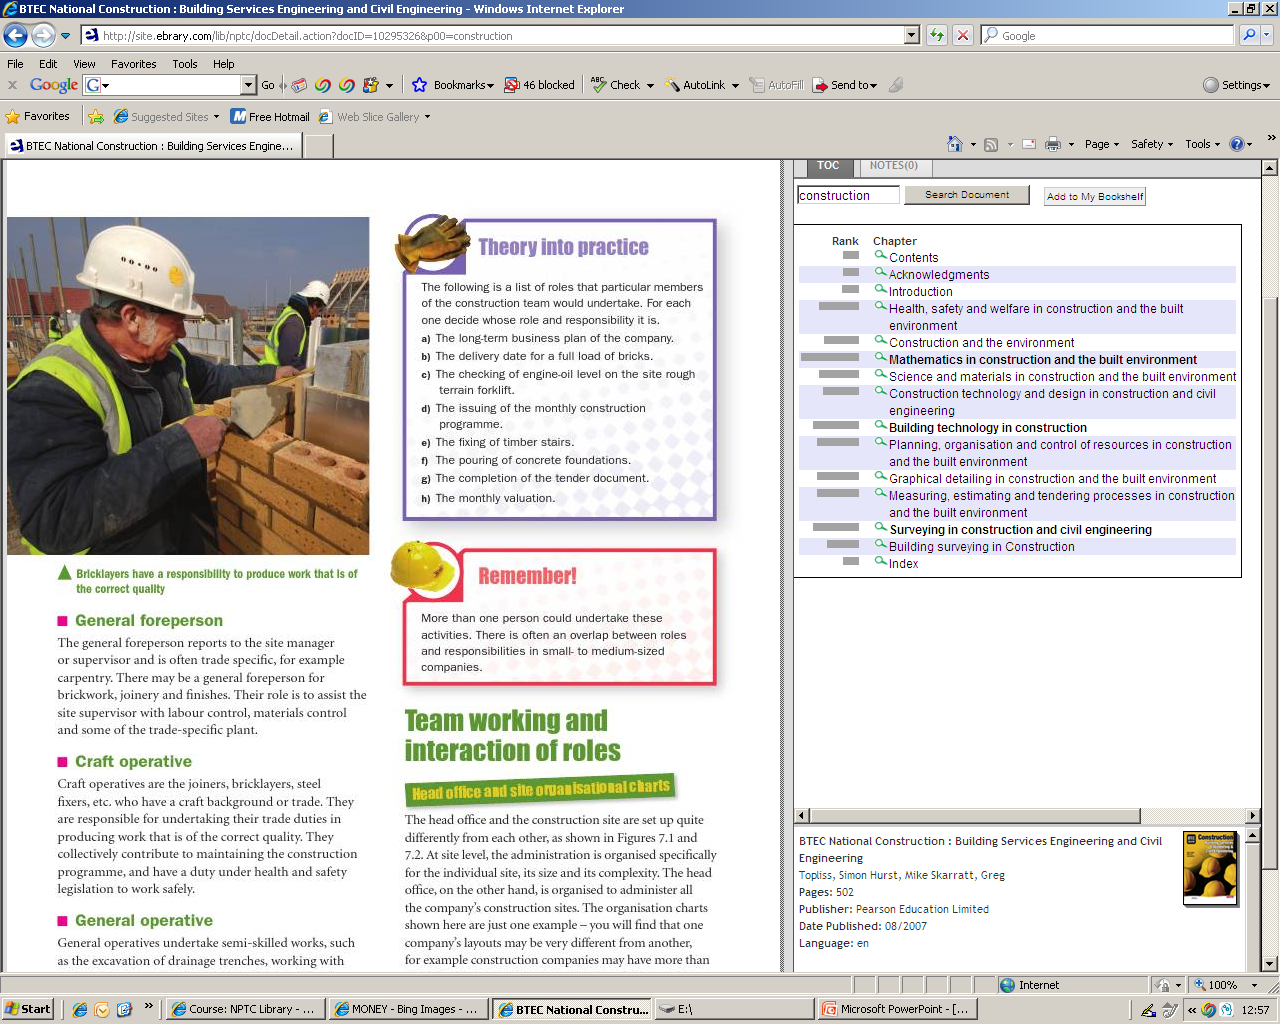 BTEC National Construction : Building Services Engineering and Civil Engineering - Windows Internet Explorer
http://site.ebrary.com/lib/nptc/docDetail.action?docID=10295326&p00=construction
Google
File Edit View Favorites Tools Help
Google
Go
Bookmarks
46 blocked
Check
AutoLink
AutoFill
Send to
Settings
Favorites
Suggested Sites
Free Hotmail
Web Slice Gallery
BTEC National Construction : Building Services Engine...
Page
Safety
Tools
Bricklayers have a responsibility to produce work that is of
the correct quality
General foreperson
The general foreperson reports to the site manager
or supervisor and is often trade specific, for example
carpentry. There may be a general foreperson for
brickwork, joinery and finishes. Their role is to assist the
site supervisor with labour control, materials control
and some of the trade-specific plant.
Craft operative
Craft operatives are the joiners, bricklayers, steel
fixers, etc. who have a craft background or trade. They
are responsible for undertaking their trade duties in
producing work that is of the correct quality. They
collectively contribute to maintaining the construction
programme, and have a duty under health and safety
legislation to work safely.
General operative
General operatives undertake semi-skilled works, such
as the excavation of drainage trenches, working with
Theory into practice
The following is a list of roles that particular members
of the construction team would undertake. For each
one decide whose role and responsibility it is.
a) The long-term business plan of the company.
b) The delivery date for a full load of bricks.
c) The checking of engine-oil level on the site rough
terrain forklift.
d) The issuing of the monthly construction
programme.
e) The fixing of timber stairs.
f) The pouring of concrete foundations.
g) The completion of the tender document.
h) The monthly valuation.
Remember!
More than one person could undertake these
activities. There is often an overlap between roles
and responsibilities in small- to medium-sized
companies.
Team working and
interaction of roles
Head office and site organisational charts
The head office and the construction site are set up quite
differently from each other, as shown in Figures 7.1 and
7.2. At site level, the administration is organised specifically
for the individual site, its size and its complexity. The head
office, on the other hand, is organised to administer all
the company's construction sites. The organisation charts
shown here are just one example – you will find that one
company's layouts may be very different from another,
for example construction companies may have more than
TOC
NOTES(0)
construction
Search Document
Add to My Bookshelf
Rank Chapter
Contents
Acknowledgments
Introduction
Health, safety and welfare in construction and the built
environment
Construction and the environment
Mathematics in construction and the built environment
Science and materials in construction and the built environment
Construction technology and design in construction and civil
engineering
Building technology in construction
Planning, organisation and control of resources in construction
and the built environment
Graphical detailing in construction and the built environment
Measuring, estimating and tendering processes in construction
and the built environment
Surveying in construction and civil engineering
Building surveying in Construction
Index
BTEC National Construction : Building Services Engineering and Civil
Engineering
Topliss, Simon Hurst, Mike Skarratt, Greg
Pages: 502
Publisher: Pearson Education Limited
Date Published: 08/2007
Language: en
Construction
Internet
100%
Start
Course: NPTC Library - ...
MONEY - Bing Images - ...
BTEC National Constru...
E:\
Microsoft PowerPoint - [...
12:57